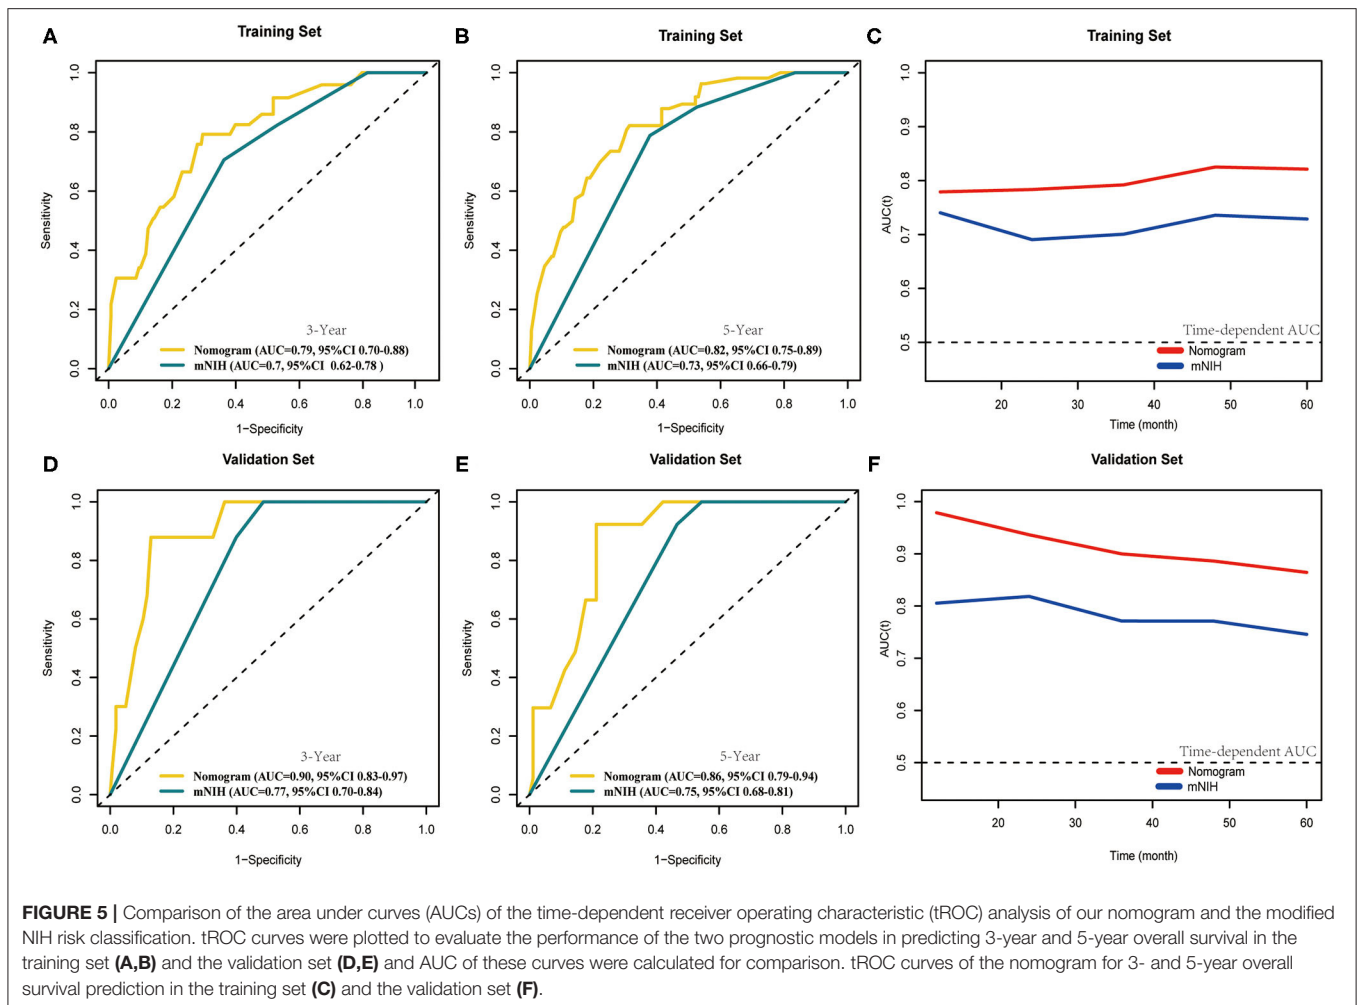 A
Training Set
Sensitivity
1.0
0.8
0.6
0.4
0.2
0.0
3-Year
Nomogram (AUC=0.79, 95%CI 0.70-0.88)
mNIH (AUC=0.7, 95%CI 0.62-0.78 )
0.0 0.2 0.4 0.6 0.8 1.0
1−Specificity
B
Training Set
Sensitivity
1.0
0.8
0.6
0.4
0.2
0.0
5-Year
Nomogram (AUC=0.82, 95%CI 0.75-0.89)
mNIH (AUC=0.73, 95%CI 0.66-0.79)
0.0 0.2 0.4 0.6 0.8 1.0
1−Specificity
C
Training Set
AUC(t)
1.0
0.9
0.8
0.7
0.6
0.5
Time-dependent AUC
Nomogram
mNIH
20 30 40 50 60
Time (month)
D
Validation Set
Sensitivity
1.0
0.8
0.6
0.4
0.2
0.0
3-Year
Nomogram (AUC=0.90, 95%CI 0.83-0.97)
mNIH (AUC=0.77, 95%CI 0.70-0.84)
0.0 0.2 0.4 0.6 0.8 1.0
1−Specificity
E
Validation Set
Sensitivity
1.0
0.8
0.6
0.4
0.2
0.0
5-Year
Nomogram (AUC=0.86, 95%CI 0.79-0.94)
mNIH (AUC=0.75, 95%CI 0.68-0.81)
0.0 0.2 0.4 0.6 0.8 1.0
1−Specificity
F
Validation Set
AUC(t)
1.0
0.9
0.8
0.7
0.6
0.5
Time-dependent AUC
Nomogram
mNIH
20 30 40 50 60
Time (month)
FIGURE 5 | Comparison of the area under curves (AUCs) of the time-dependent receiver operating characteristic (tROC) analysis of our nomogram and the modified
NIH risk classification. tROC curves were plotted to evaluate the performance of the two prognostic models in predicting 3-year and 5-year overall survival in the
training set (A,B) and the validation set (D,E) and AUC of these curves were calculated for comparison. tROC curves of the nomogram for 3- and 5-year overall
survival prediction in the training set (C) and the validation set (F).